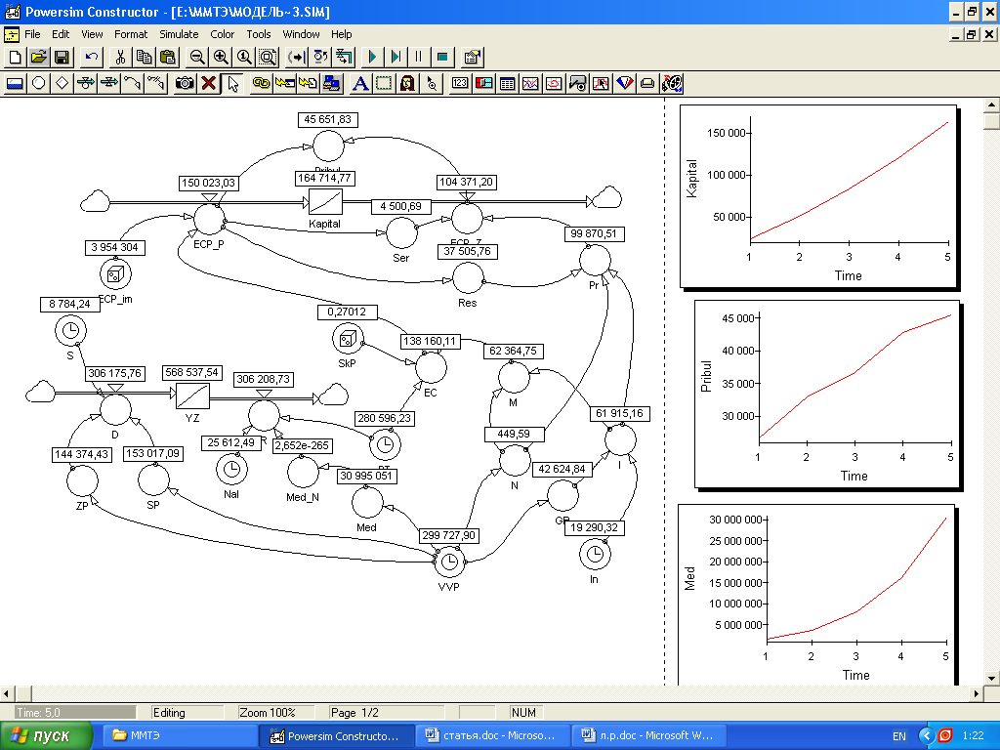 Powersim Constructor - [E:\ММТЭ\МОДЕЛЬ~3.SIM]
File Edit View Format Simulate Color Tools Window Help
123
45 651,83
Pribul
150 023,03
164 714,77
104 371,20
Kapital
4 500,69
ECP_P
ECP_Z
Ser
99 870,51
3 954 304
37 505,76
Pr
ECP_im
Res
8 784,24
0,27012
S
138 160,11
62 364,75
SkP
306 175,76
568 537,54
306 208,73
EC
M
D
YZ
280 596,23
449,59
61 915,16
144 374,43
153 017,09
25 612,49
R
2,652e-265
30 995 051
42 624,84
I
ZP
SP
Nal
Med_N
N
Med
19 290,32
299 727,90
VVP
In
Kapital
150 000
100 000
50 000
1 2 3 4 5
Time
Pribul
45 000
40 000
35 000
30 000
1 2 3 4 5
Time
Med
30 000 000
25 000 000
20 000 000
15 000 000
10 000 000
5 000 000
1 2 3 4 5
Time
Time: 5,0 Editing Zoom 100% Page 1/2 NUM
пуск ММТЭ Powersim Constructo... статья.doc - Microso... л.р.doc - Microsoft W... EN 1:22